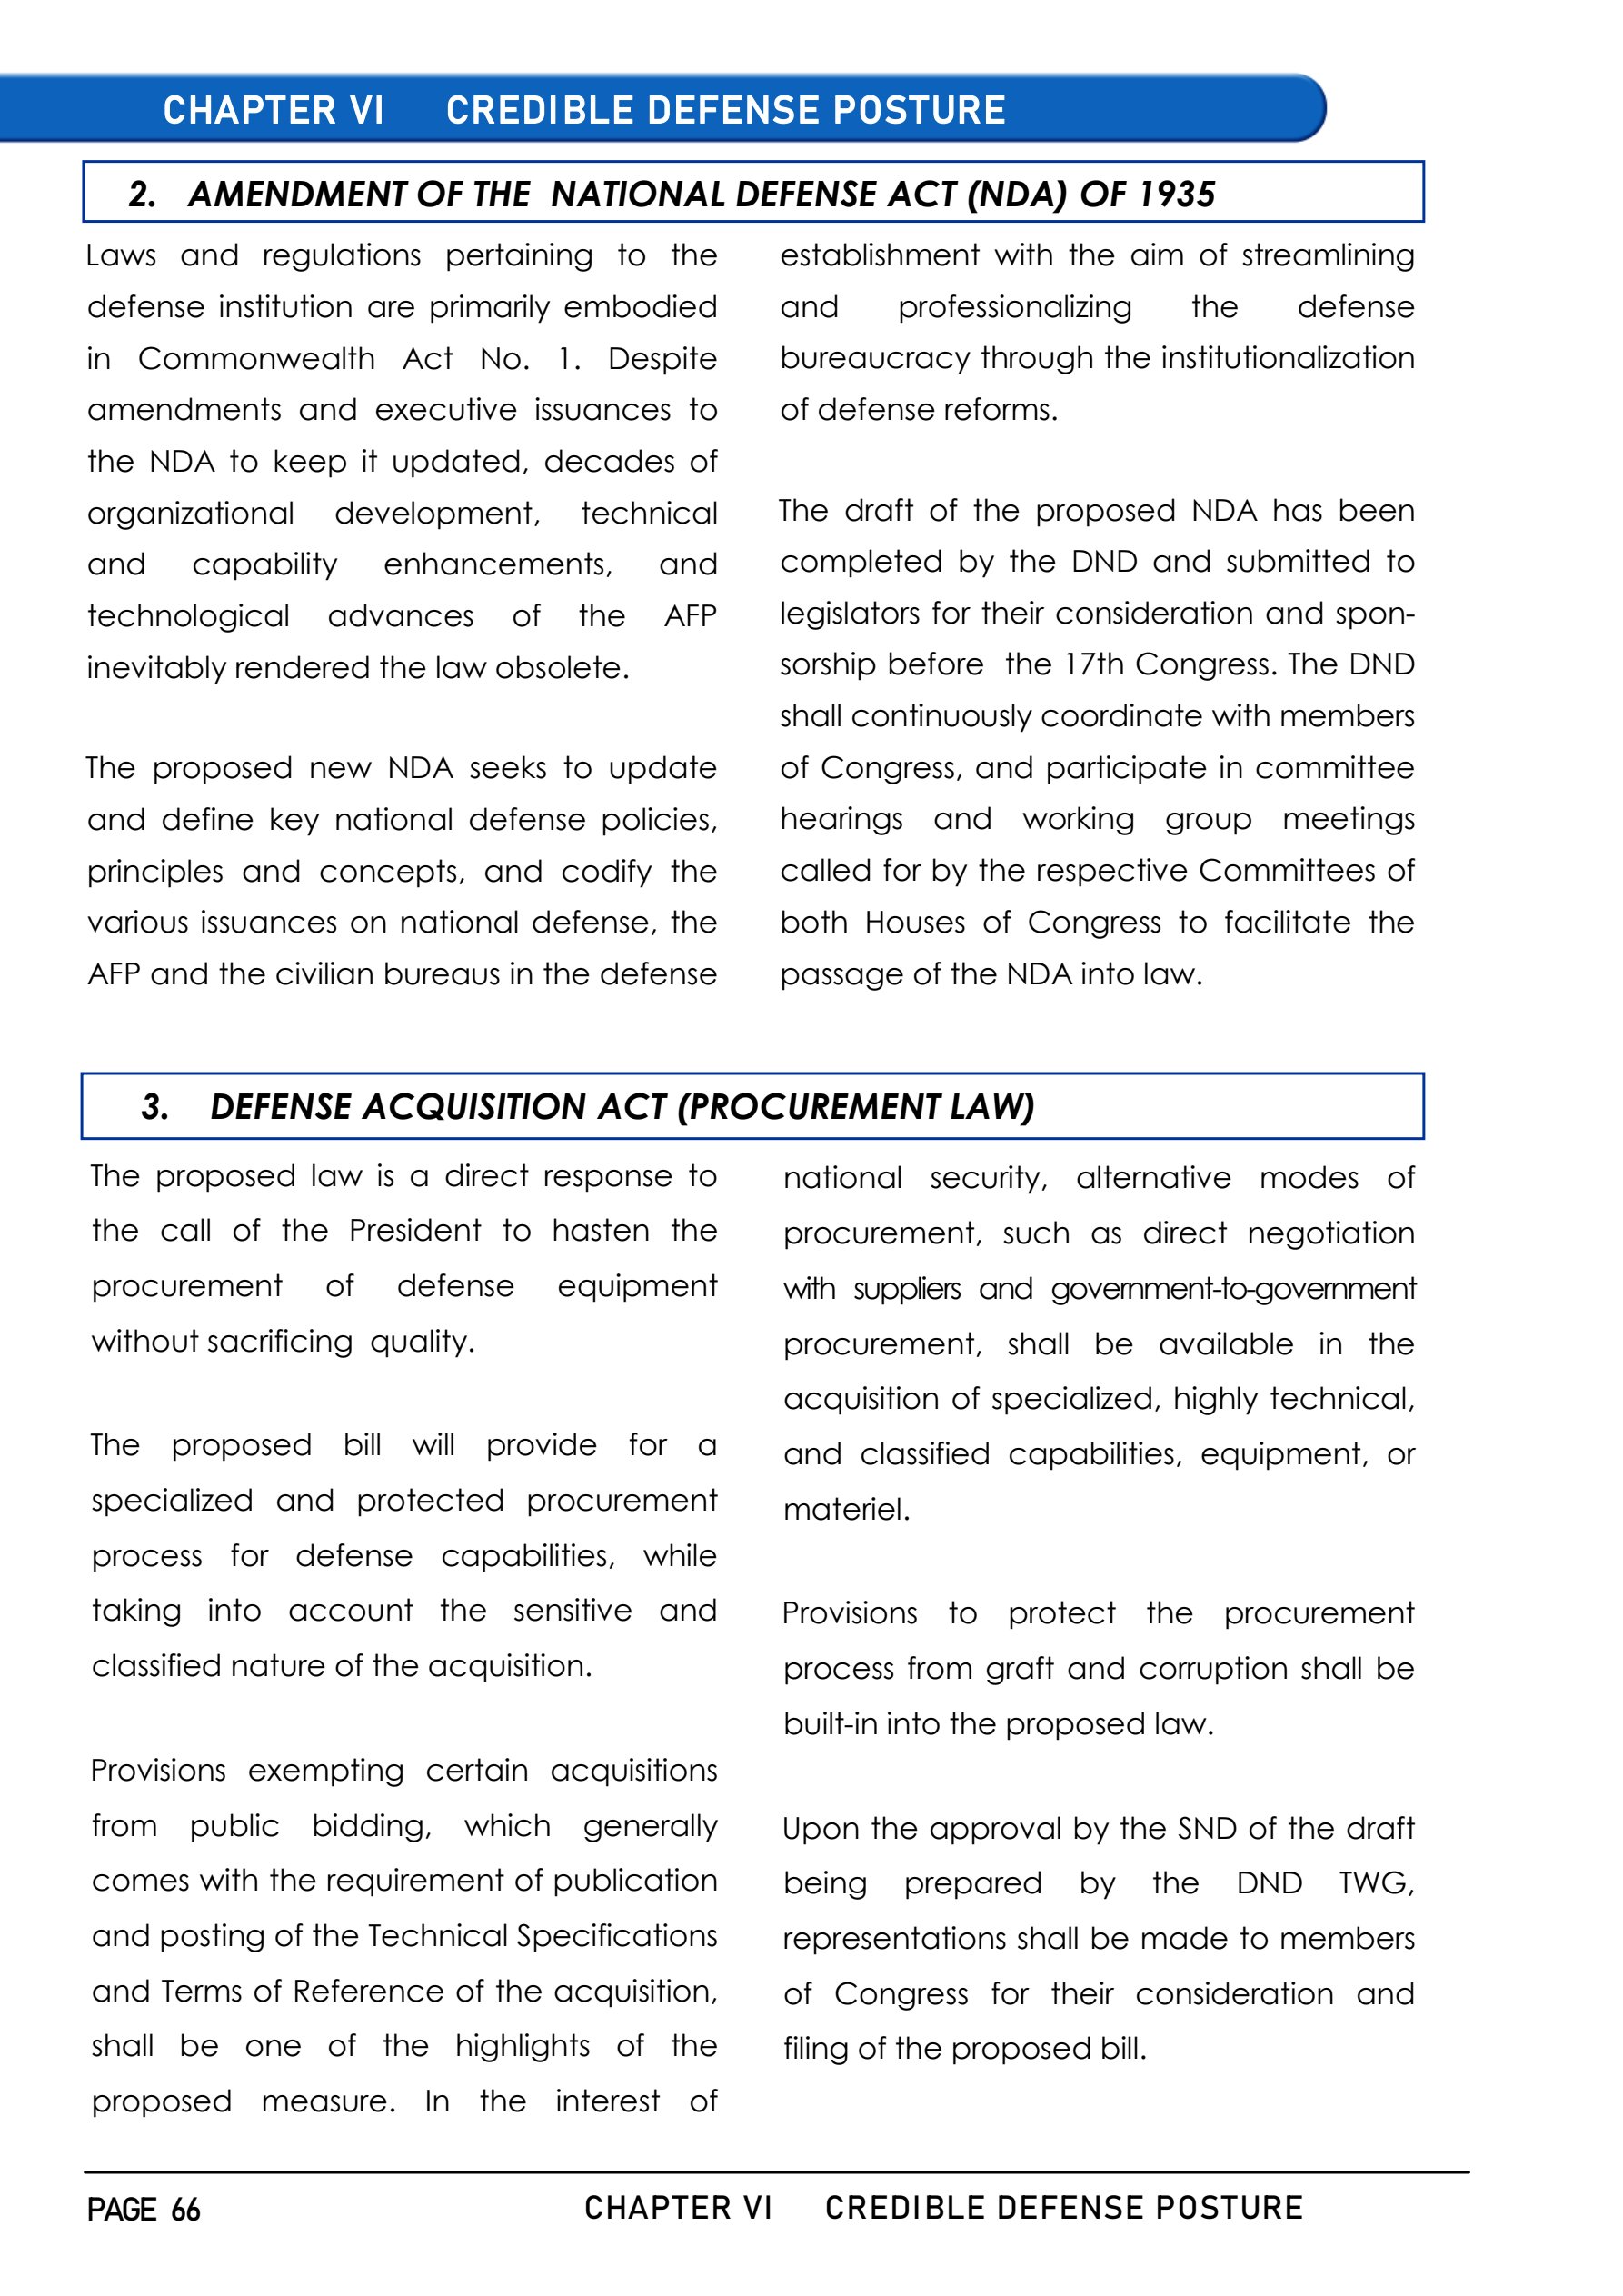 CHAPTER VI CREDIBLE DEFENSE POSTURE
2. AMENDMENT OF THE NATIONAL DEFENSE ACT (NDA) OF 1935
Laws and regulations pertaining to the
defense institution are primarily embodied
in Commonwealth Act No. 1. Despite
amendments and executive issuances to
the NDA to keep it updated, decades of
organizational development, technical
and capability enhancements, and
technological advances of the AFP
inevitably rendered the law obsolete.
The proposed new NDA seeks to update
and define key national defense policies,
principles and concepts, and codify the
various issuances on national defense, the
AFP and the civilian bureaus in the defense
establishment with the aim of streamlining
and professionalizing the defense
bureaucracy through the institutionalization
of defense reforms.
The draft of the proposed NDA has been
completed by the DND and submitted to
legislators for their consideration and spon-
sorship before the 17th Congress. The DND
shall continuously coordinate with members
of Congress, and participate in committee
hearings and working group meetings
called for by the respective Committees of
both Houses of Congress to facilitate the
passage of the NDA into law.
3. DEFENSE ACQUISITION ACT (PROCUREMENT LAW)
The proposed law is a direct response to
the call of the President to hasten the
procurement of defense equipment
without sacrificing quality.
The proposed bill will provide for a
specialized and protected procurement
process for defense capabilities, while
taking into account the sensitive and
classified nature of the acquisition.
Provisions exempting certain acquisitions
from public bidding, which generally
comes with the requirement of publication
and posting of the Technical Specifications
and Terms of Reference of the acquisition,
shall be one of the highlights of the
proposed measure. In the interest of
national security, alternative modes of
procurement, such as direct negotiation
with suppliers and government-to-government
procurement, shall be available in the
acquisition of specialized, highly technical,
and classified capabilities, equipment, or
materiel.
Provisions to protect the procurement
process from graft and corruption shall be
built-in into the proposed law.
Upon the approval by the SND of the draft
being prepared by the DND TWG,
representations shall be made to members
of Congress for their consideration and
filing of the proposed bill.
PAGE 66 CHAPTER VI CREDIBLE DEFENSE POSTURE